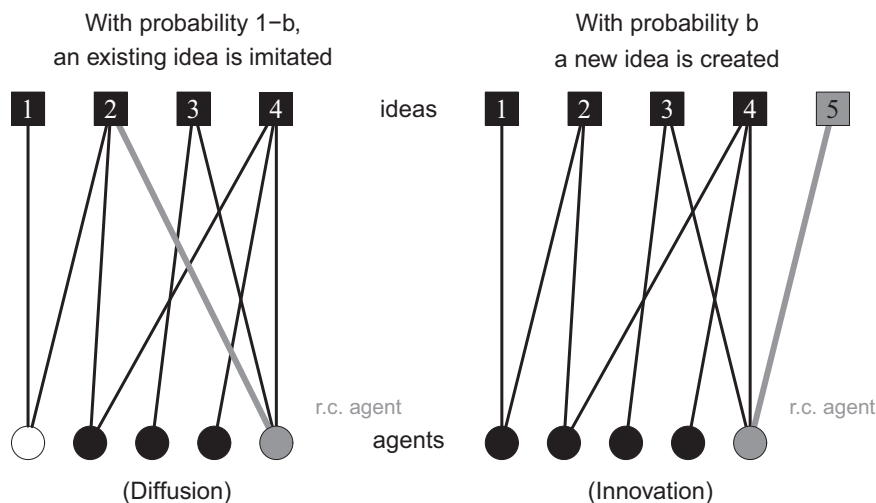 With probability 1−b,
an existing idea is imitated
With probability b
a new idea is created
1 2 3 4
ideas
1 2 3 4 5
r.c. agent
r.c. agent
agents
(Diffusion)
(Innovation)